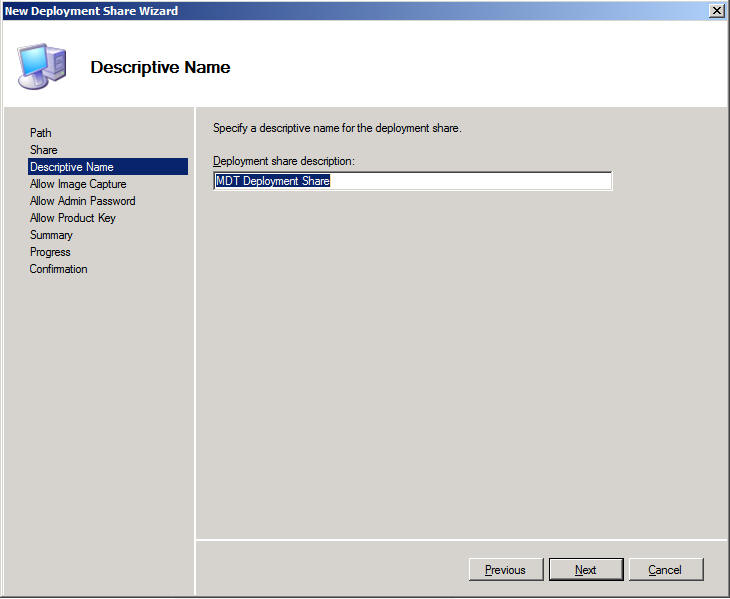 New Deployment Share Wizard
Descriptive Name
Path
Share
Descriptive Name
Allow Image Capture
Allow Admin Password
Allow Product Key
Summary
Progress
Confirmation
Specify a descriptive name for the deployment share.
Deployment share description:
MDT Deployment Share
Previous
Next
Cancel